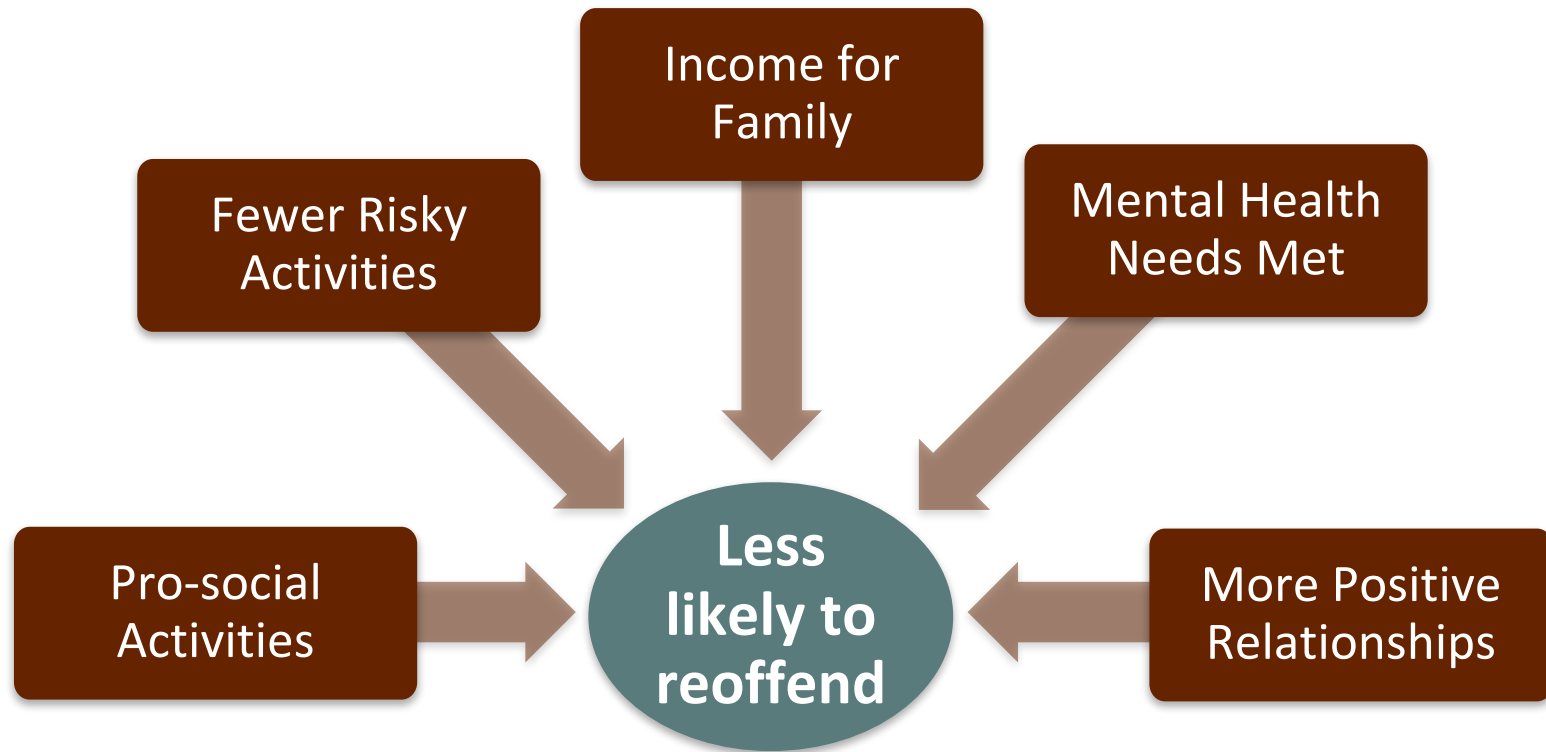 Income for
Family
Fewer Risky
Activities
Mental Health
Needs Met
Pro-social
Activities
Less
likely to
reoffend
More Positive
Relationships